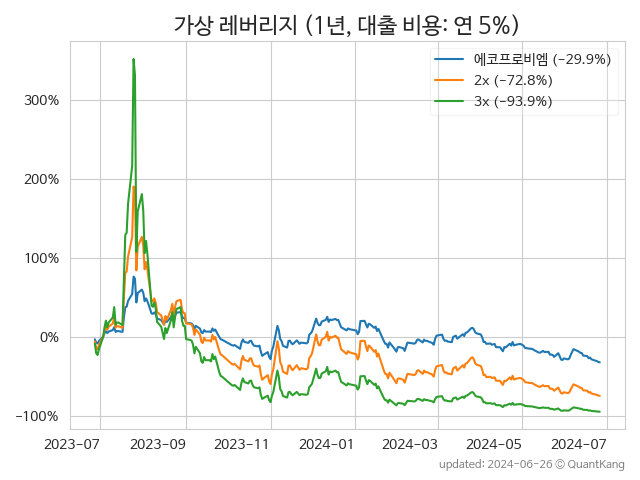 가상 레버리지 (1년, 대출 비용: 연 5%)
에코프로비엠 (−29.9%)
2x (−72.8%)
3x (−93.9%)
300%
200%
100%
0%
−100%
2023-07 2023-09 2023-11 2024-01 2024-03 2024-05 2024-07
updated: 2024-06-26 © QuantKang